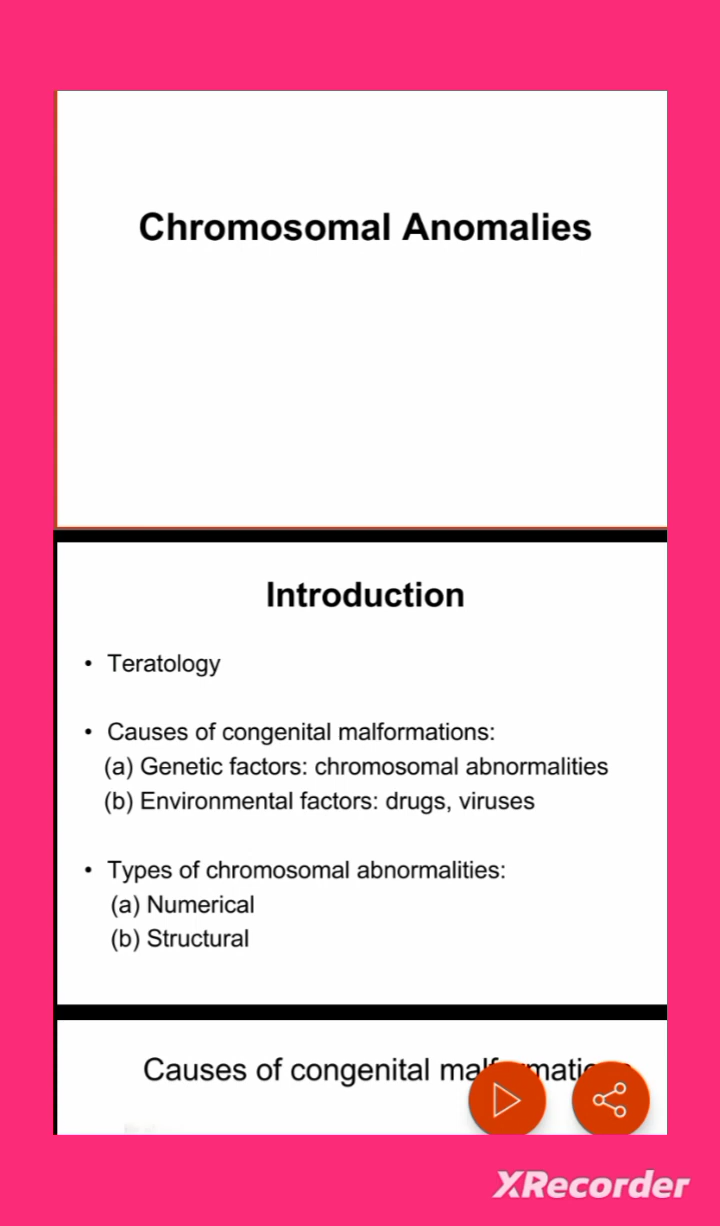 Chromosomal Anomalies
Introduction
• Teratology
• Causes of congenital malformations:
(a) Genetic factors: chromosomal abnormalities
(b) Environmental factors: drugs, viruses
• Types of chromosomal abnormalities:
(a) Numerical
(b) Structural
Causes of congenital
XRecorder